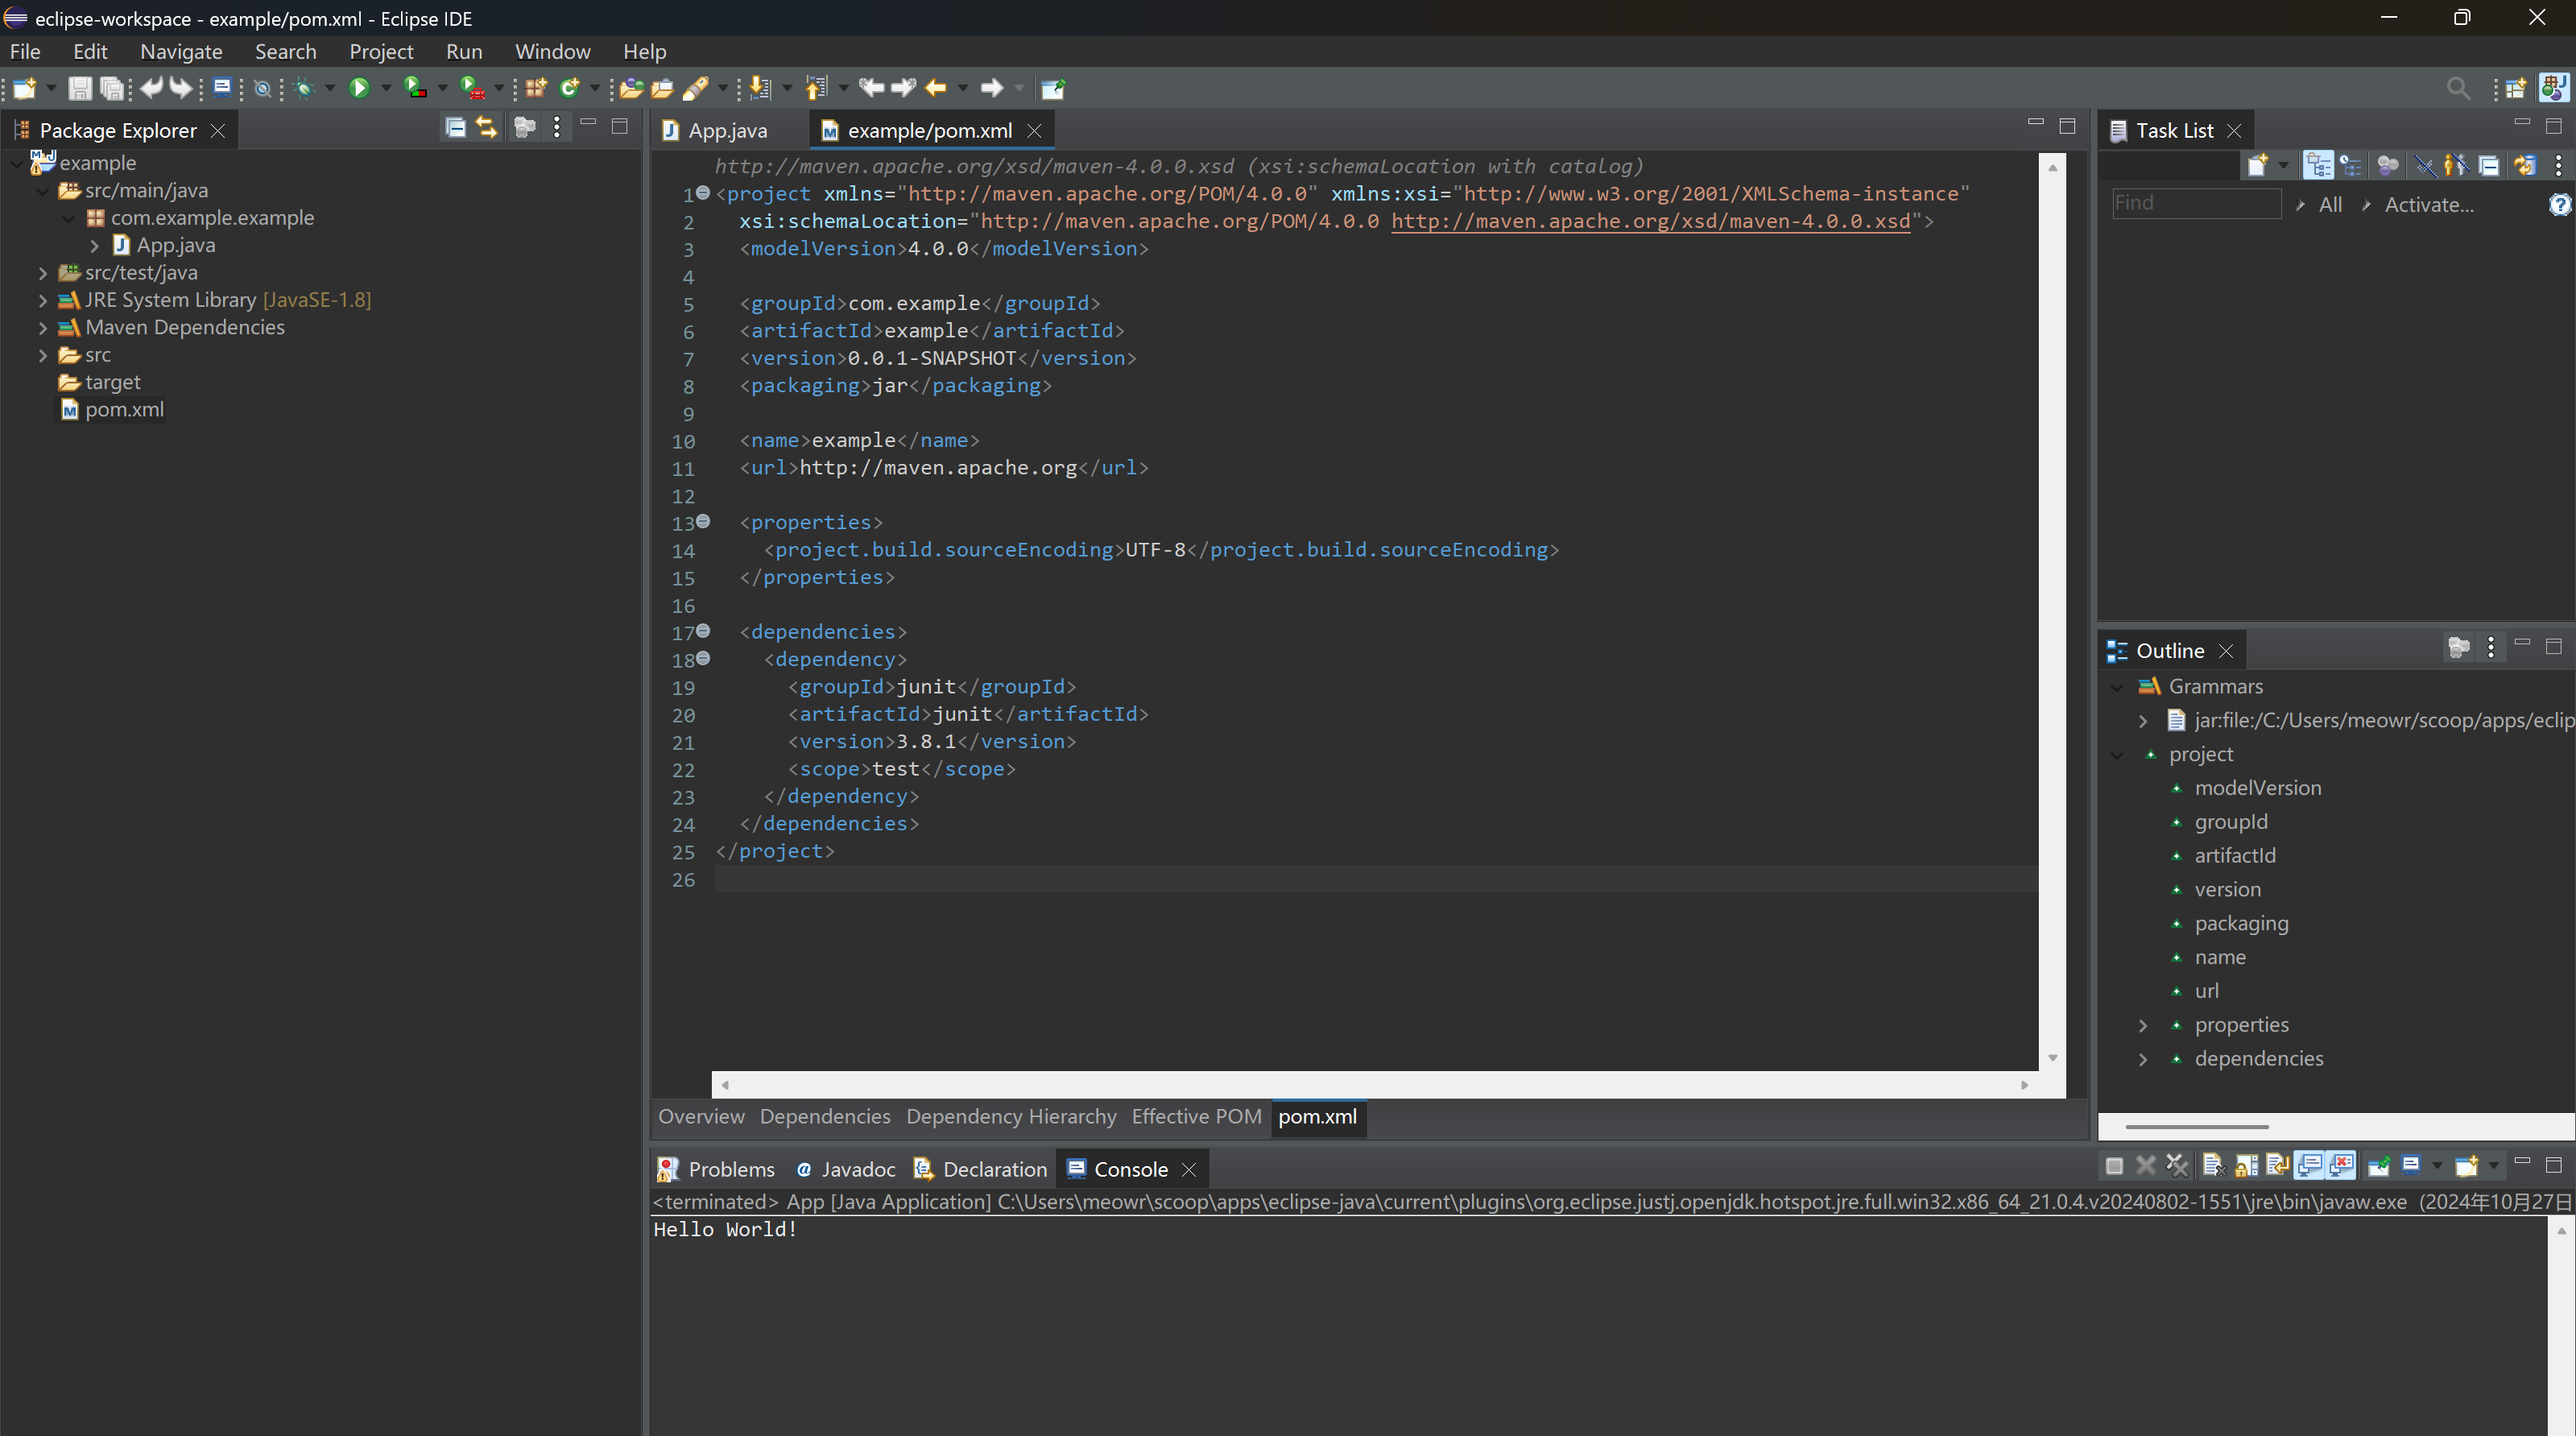 eclipse-workspace - example/pom.xml - Eclipse IDE
File Edit Navigate Search Project Run Window Help
Package Explorer
example
src/main/java
com.example.example
App.java
src/test/java
JRE System Library [JavaSE-1.8]
Maven Dependencies
src
target
pom.xml
App.java
example/pom.xml
http://maven.apache.org/xsd/maven-4.0.0.xsd (xsi:schemaLocation with catalog)
1 <project xmlns="http://maven.apache.org/POM/4.0.0" xmlns:xsi="http://www.w3.org/2001/XMLSchema-instance"
2 xsi:schemaLocation="http://maven.apache.org/POM/4.0.0 http://maven.apache.org/xsd/maven-4.0.0.xsd">
3 <modelVersion>4.0.0</modelVersion>
4
5 <groupId>com.example</groupId>
6 <artifactId>example</artifactId>
7 <version>0.0.1-SNAPSHOT</version>
8 <packaging>jar</packaging>
9
10 <name>example</name>
11 <url>http://maven.apache.org</url>
12
13 <properties>
14 <project.build.sourceEncoding>UTF-8</project.build.sourceEncoding>
15 </properties>
16
17 <dependencies>
18 <dependency>
19 <groupId>junit</groupId>
20 <artifactId>junit</artifactId>
21 <version>3.8.1</version>
22 <scope>test</scope>
23 </dependency>
24 </dependencies>
25 </project>
26
Overview Dependencies Dependency Hierarchy Effective POM pom.xml
Problems Javadoc Declaration Console
<terminated> App [Java Application] C:\Users\meowr\scoop\apps\eclipse-java\current\plugins\org.eclipse.justj.openjdk.hotspot.jre.full.win32.x86_64_21.0.4.v20240802-1551\jre\bin\javaw.exe (2024年10月27日
Hello World!
Task List
Find All Activate...
Outline
Grammars
jar:file:/C:/Users/meowr/scoop/apps/eclip
project
modelVersion
groupId
artifactId
version
packaging
name
url
properties
dependencies